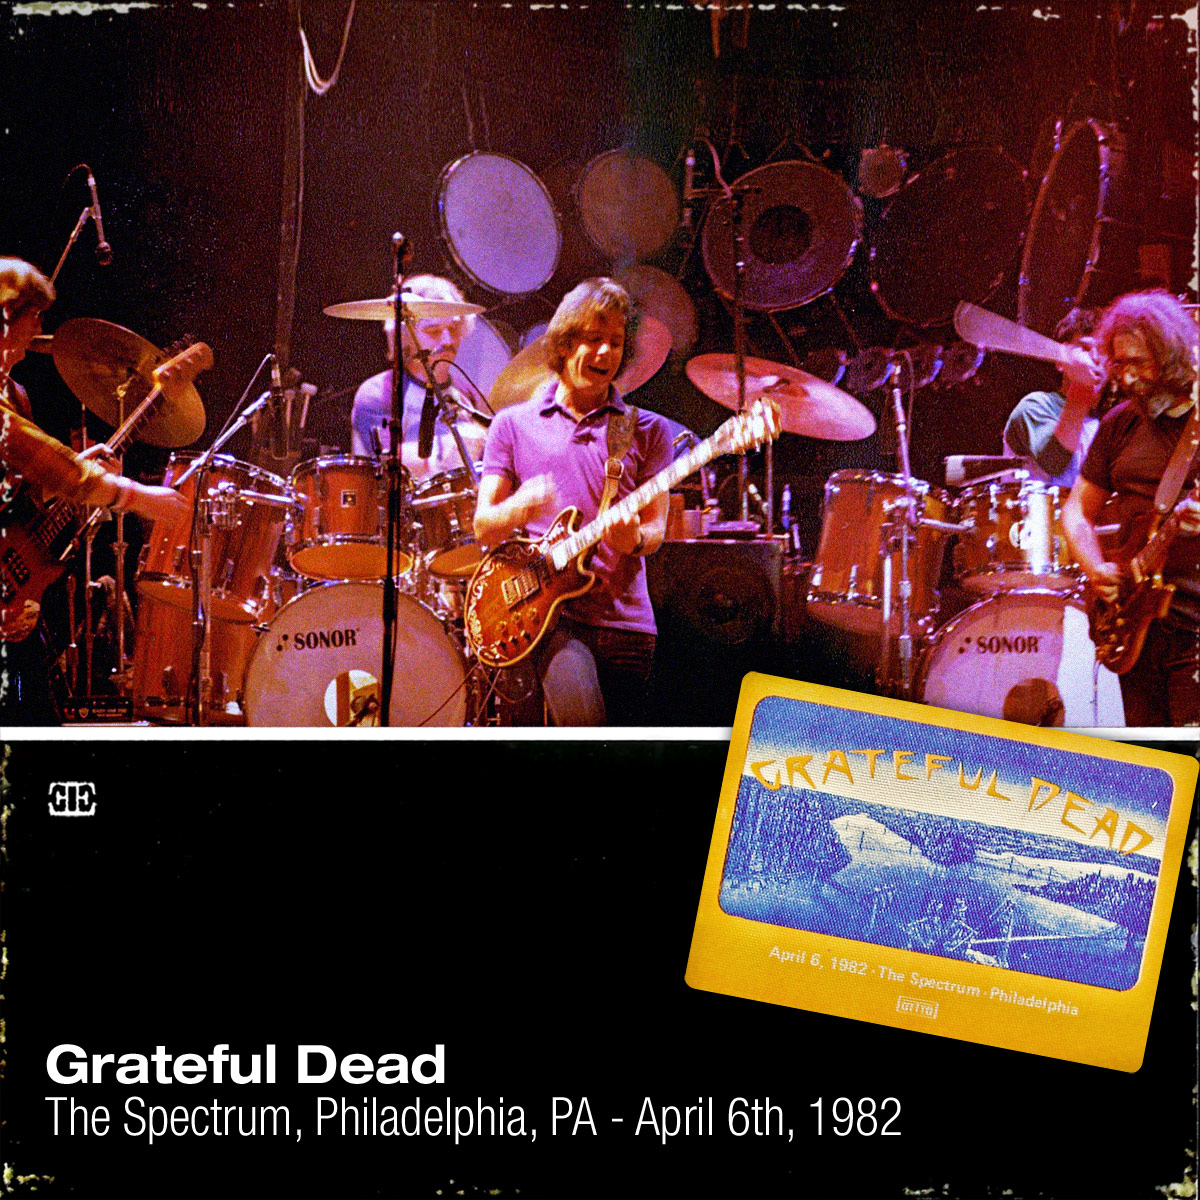 SONOR
SONOR
GRATEFUL DEAD
April 6, 1982 · The Spectrum · Philadelphia
Grateful Dead
The Spectrum, Philadelphia, PA - April 6th, 1982